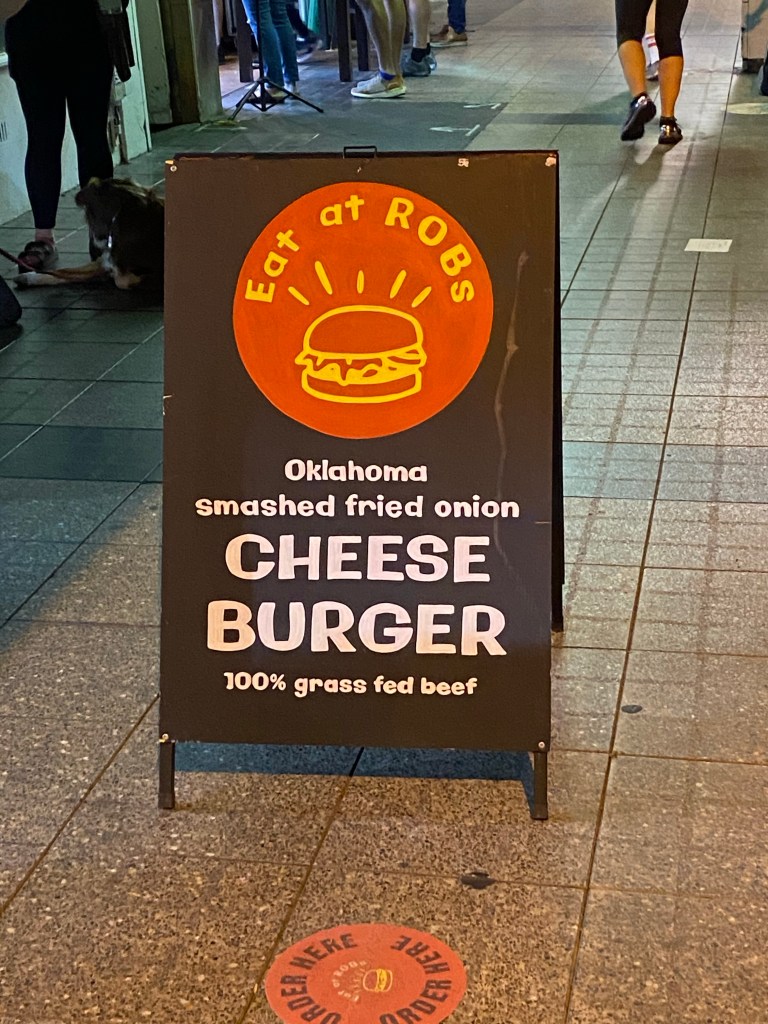 Eat at ROBs
Oklahoma
smashed fried onion
CHEESE
BURGER
100% grass fed beef
ORDER HERE
ORDER HERE